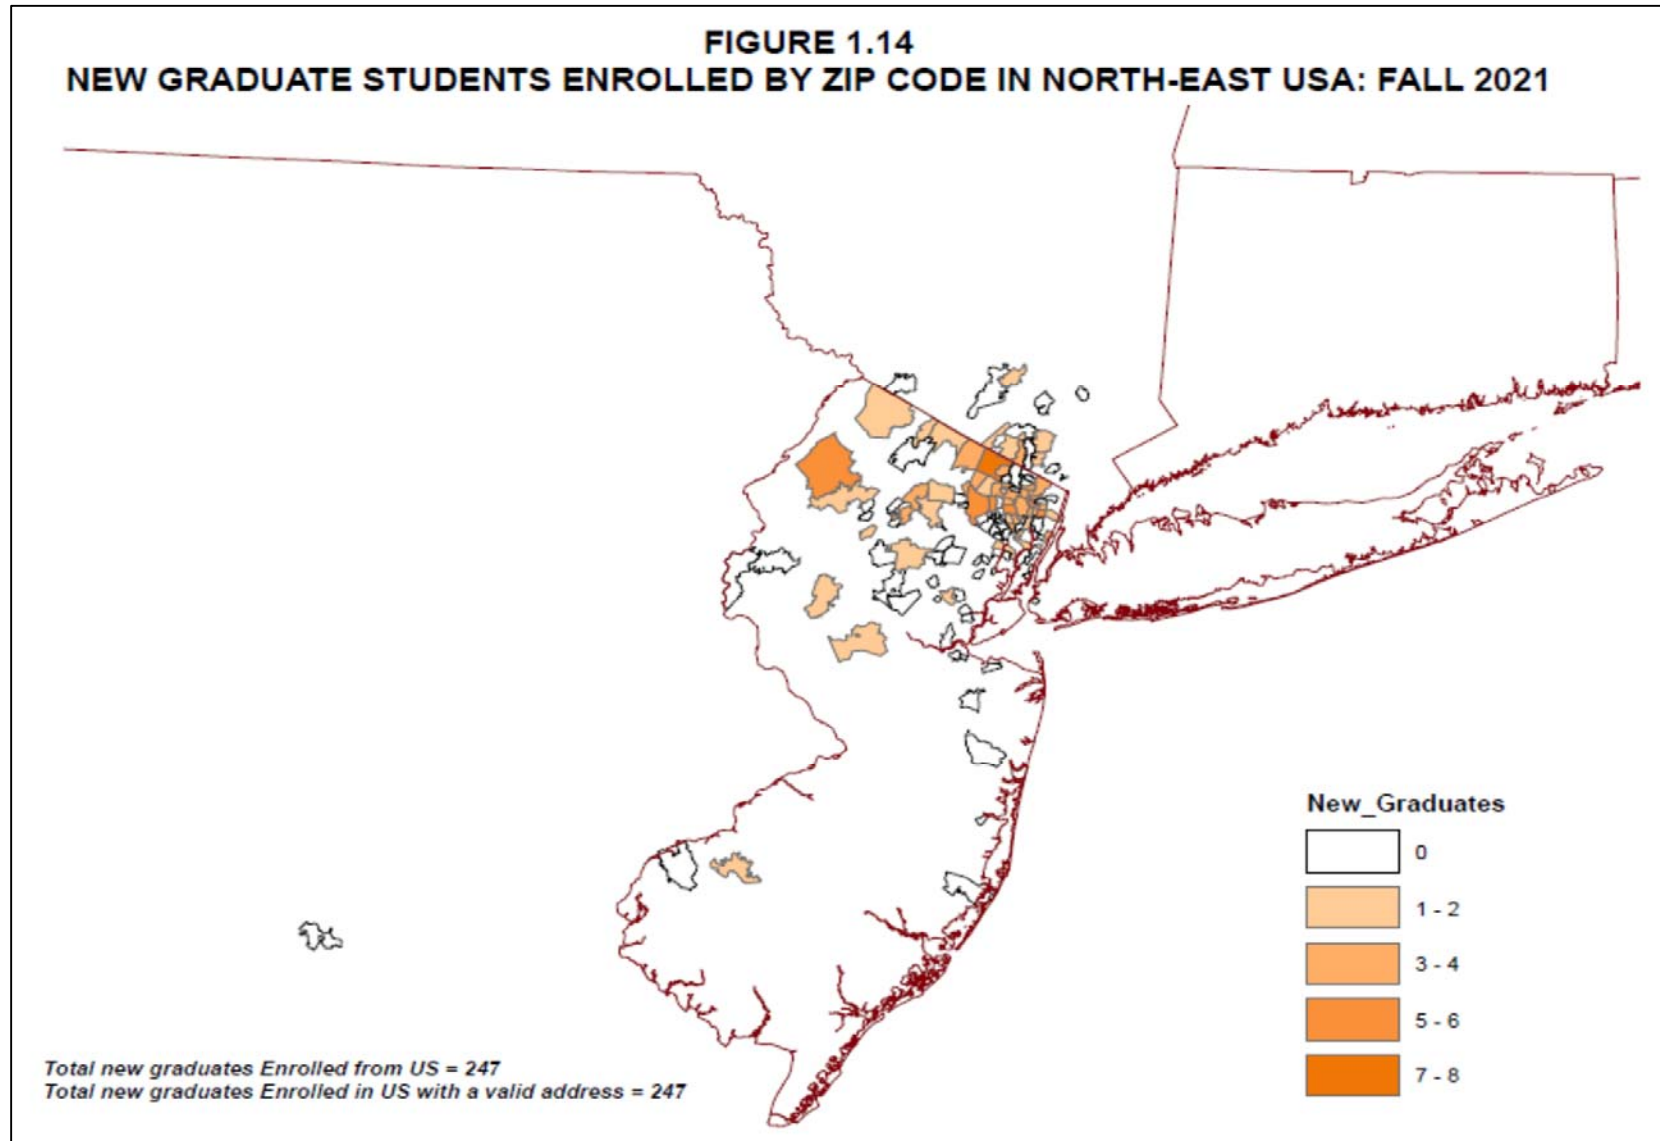 FIGURE 1.14
NEW GRADUATE STUDENTS ENROLLED BY ZIP CODE IN NORTH-EAST USA: FALL 2021
New_Graduates
0
1 - 2
3 - 4
5 - 6
7 - 8
Total new graduates Enrolled from US = 247
Total new graduates Enrolled in US with a valid address = 247